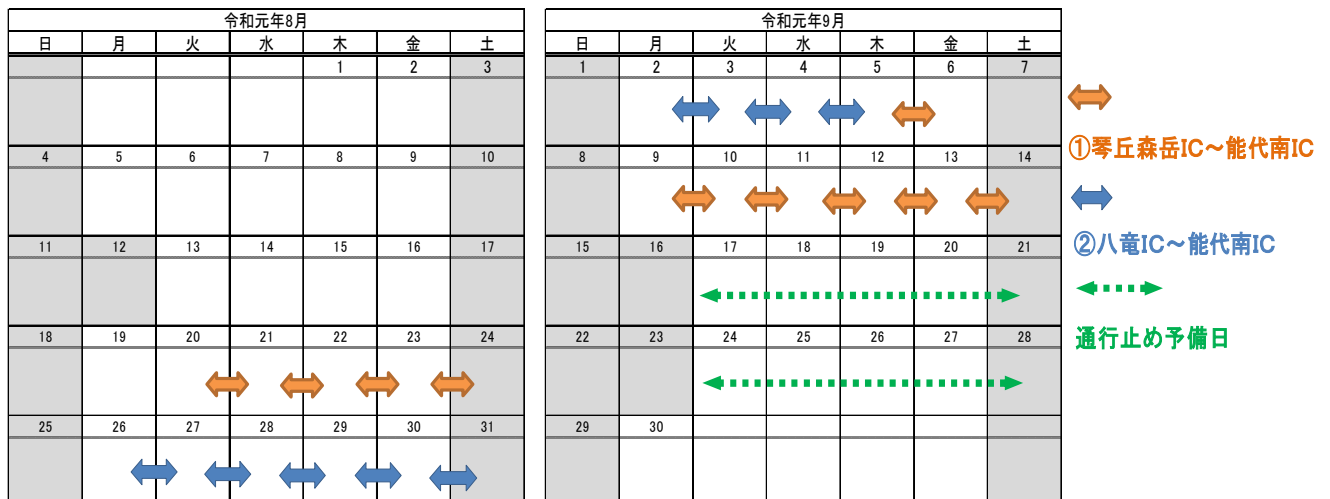 令和元年8月
日 月 火 水 木 金 土
1 2 3
4 5 6 7 8 9 10
11 12 13 14 15 16 17
18 19 20 21 22 23 24
25 26 27 28 29 30 31
令和元年9月
日 月 火 水 木 金 土
1 2 3 4 5 6 7
8 9 10 11 12 13 14
15 16 17 18 19 20 21
22 23 24 25 26 27 28
29 30
①琴丘森岳IC~能代南IC
②八竜IC~能代南IC
通行止め予備日